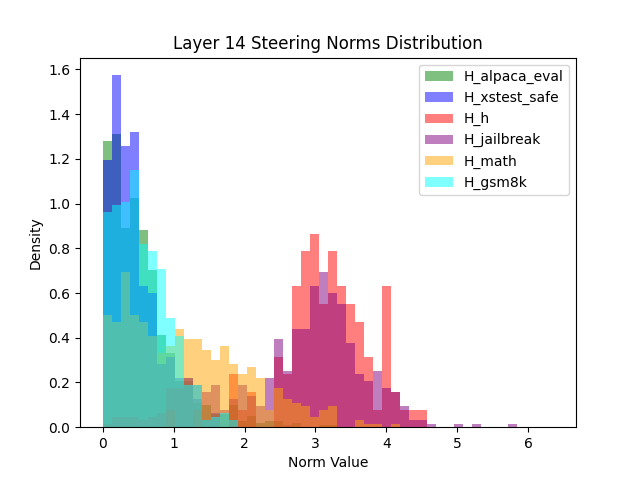 Layer 14 Steering Norms Distribution
H_alpaca_eval
H_xstest_safe
H_h
H_jailbreak
H_math
H_gsm8k
1.6
1.4
1.2
1.0
0.8
0.6
0.4
0.2
0.0
Density
0 1 2 3 4 5 6
Norm Value